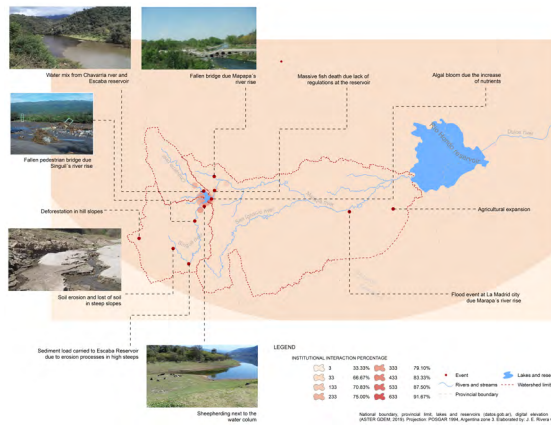 Water mix from Chavarria river and
Escaba reservoir
Fallen bridge due Mapapa´s
river rise
Massive fish death due lack of
regulations at the reservoir
Algal bloom due the increase
of nutrients
Fallen pedestrian bridge due
Singuil´s river rise
Deforestation in hill slopes
Agricultural expansion
Soil erosion and lost of soil
in steep slopes
Flood event at La Madrid city
due Marapa´s river rise
Sediment load carried to Escaba Reservoir
due to erosion processes in high steeps
Sheepherding next to the
water colum
LEGEND
INSTITUTIONAL INTERACTION PERCENTAGE
3 33.33% 333 79.10%
33 66.67% 433 83.33%
133 70.83% 533 87.50%
233 75.00% 633 91.67%
Event
Rivers and streams
Provincial boundary
Lakes and rese
Watershed limit
National boundary, provincial limit, lakes and reservoirs (datos.gob.ar), digital elevation
(ASTER GDEM, 2019). Projection: POSGAR 1994, Argentina zone 3. Elaborated by: J. E. Rivera